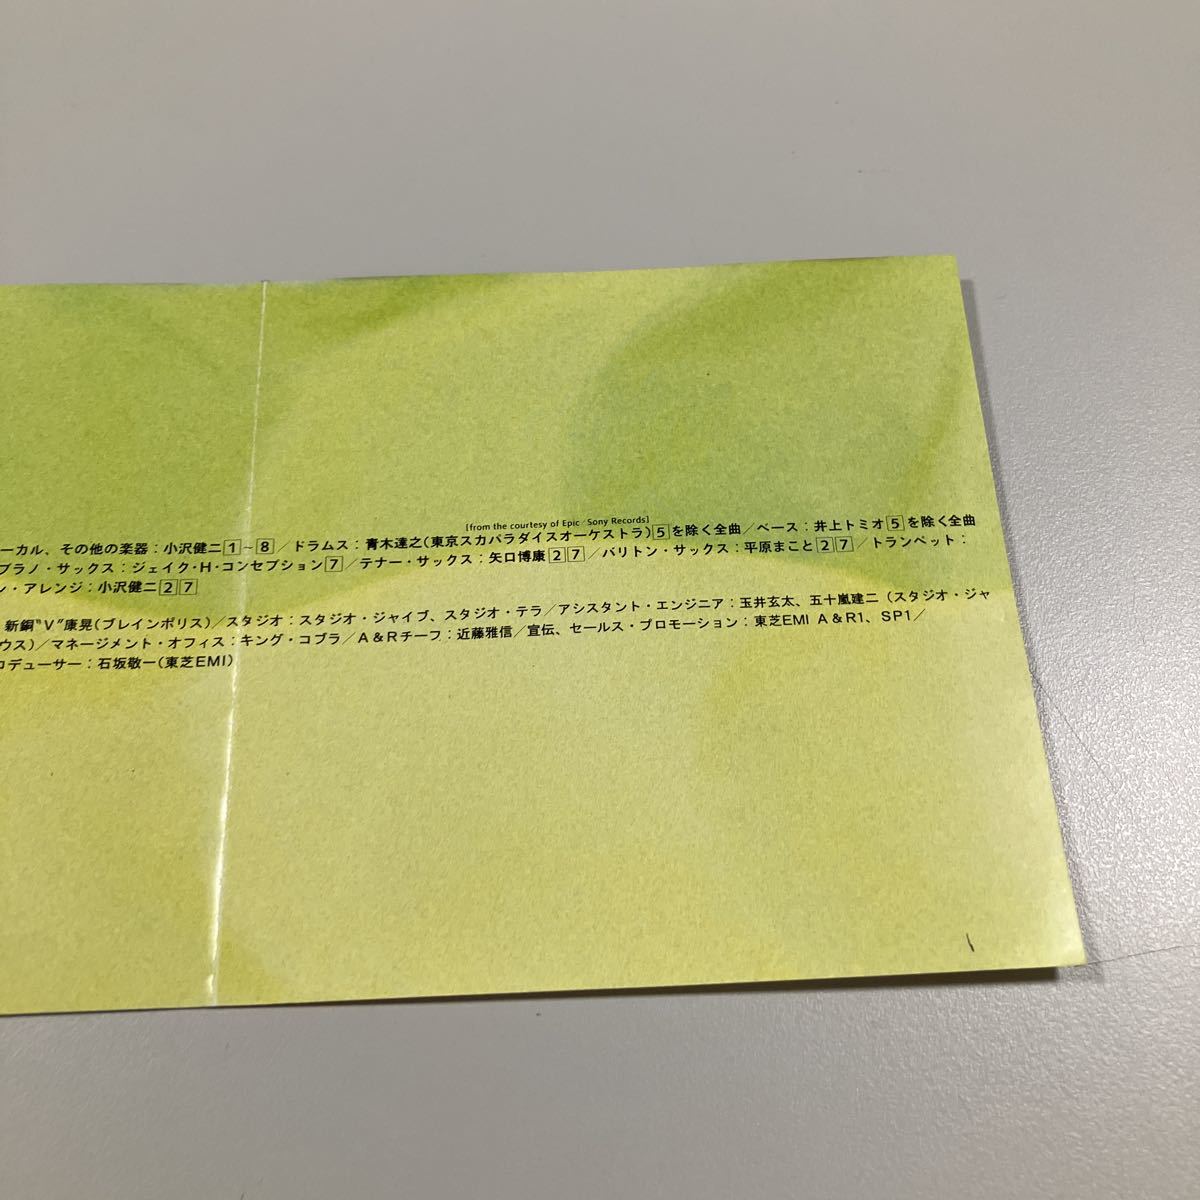 [from the courtesy of Epic/Sony Records]
ーカル、その他の楽器：小沢健二1〜8／ドラムス：青木達之(東京スカパラダイスオーケストラ)5を除く全曲／ベース：井上トミオ5を除く全曲
プラノ・サックス：ジェイク・H・コンセプション7／テナー・サックス：矢口博康27／バリトン・サックス：平原まこと27／トランペット：
ン・アレンジ：小沢健二27
新銅“V”康晃(ブレインポリス)／スタジオ：スタジオ・ジャイブ、スタジオ・テラ／アシスタント・エンジニア：玉井玄太、五十嵐建二（スタジオ・ジャ
ウス)／マネージメント・オフィス：キング・コブラ／A＆Rチーフ：近藤雅信／宣伝、セールス・プロモーション：東芝EMI A＆R1、SP1／
ロデューサー：石坂敬一(東芝EMI)